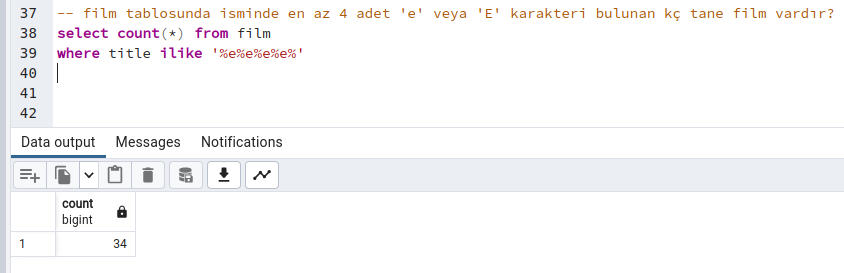 37 -- film tablosunda isminde en az 4 adet 'e' veya 'E' karakteri bulunan kç tane film vardır?
38 select count(*) from film
39 where title ilike '%e%e%e%e%'
40
41
42
Data output Messages Notifications
count
bigint
1 34